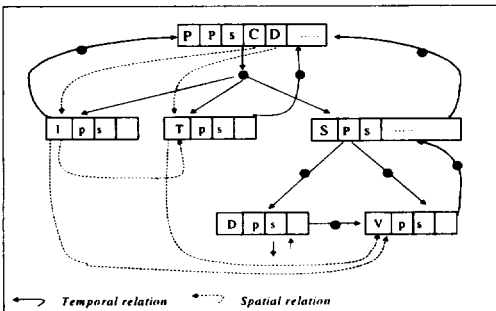 P P s C D ......
I p s
T p s
S P s .....
D p s
V p s
Temporal relation
Spatial relation